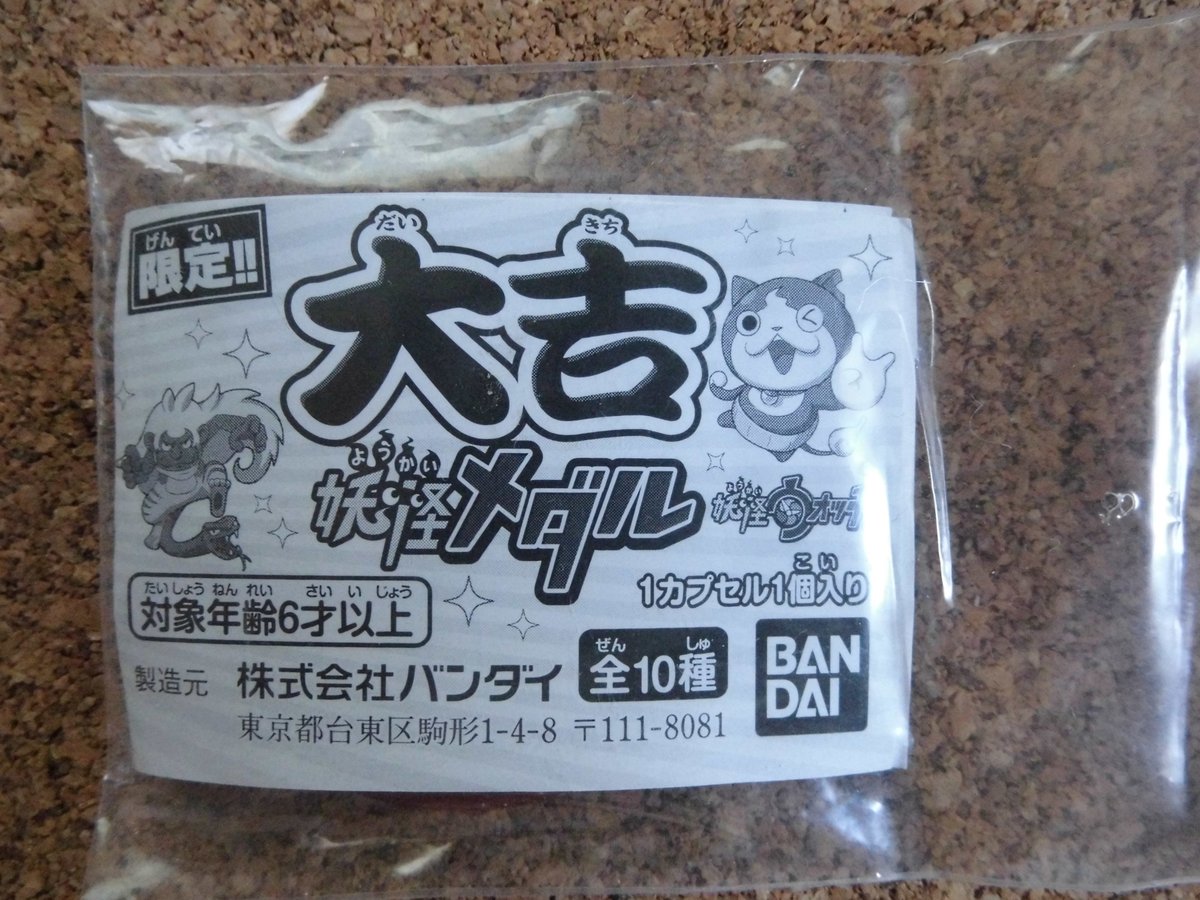 げんてい
限定!!
だいきち
大吉
ようかい
妖怪メダル
ようかい
妖怪ウォッチ
こい
1カプセル1個入り
たいしょうねんれい さいいじょう
対象年齢6才以上
製造元 株式会社バンダイ
ぜん しゅ
全10種
BAN
DAI
東京都台東区駒形1-4-8 〒111-8081